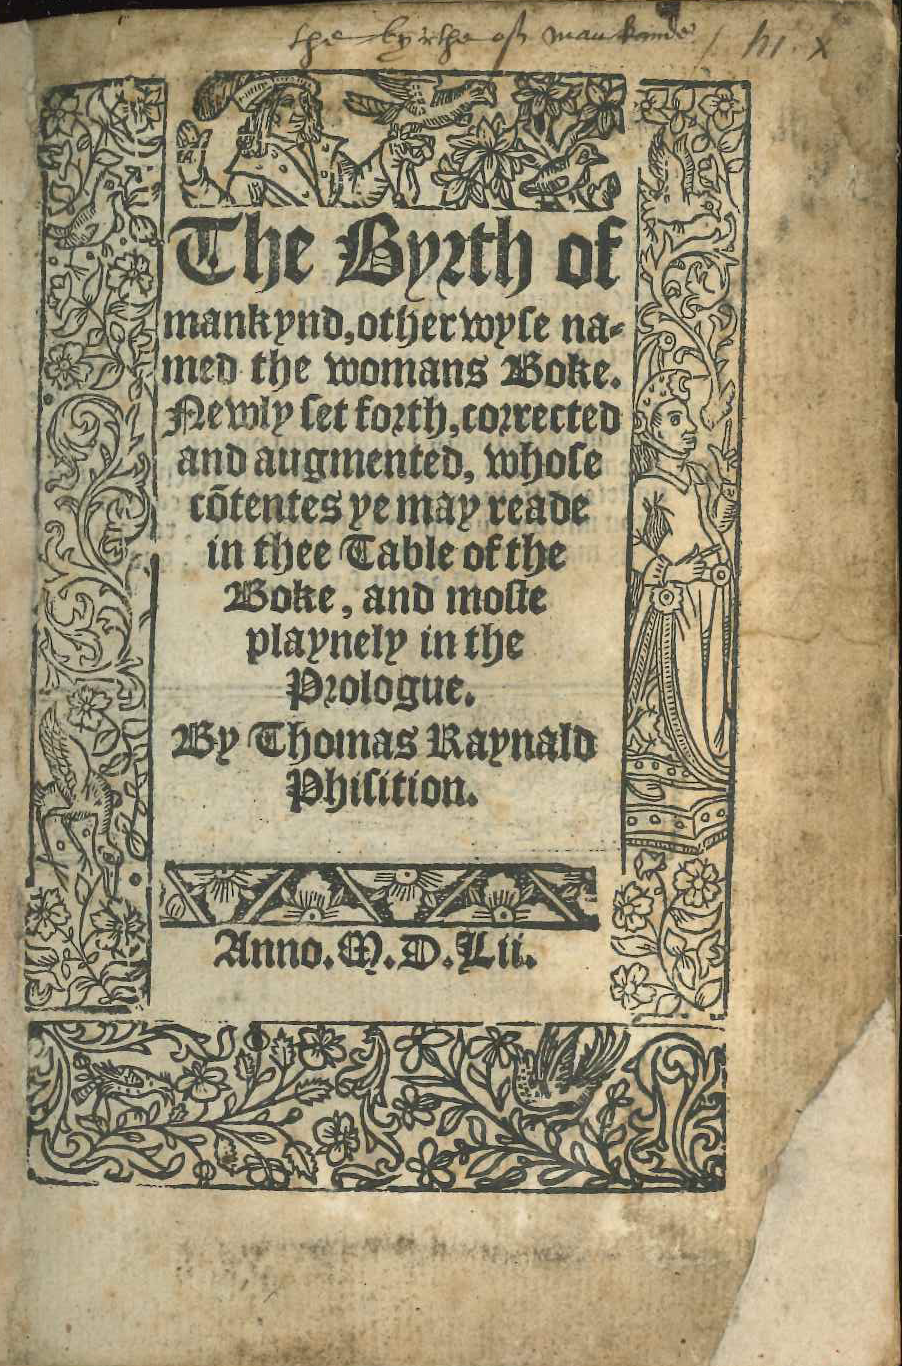 the byrthe of mankinde
The Byrth of
mankynd, otherwyſe na⸗
med the womans Boke.
Newly ſet forth, corrected
and augmented, whoſe
cõtentes ye may reade
in thee Table of the
Boke, and moſte
playnely in the
Prologue.
By Thomas Raynald
Phiſition.
Anno. M. D. Lii.